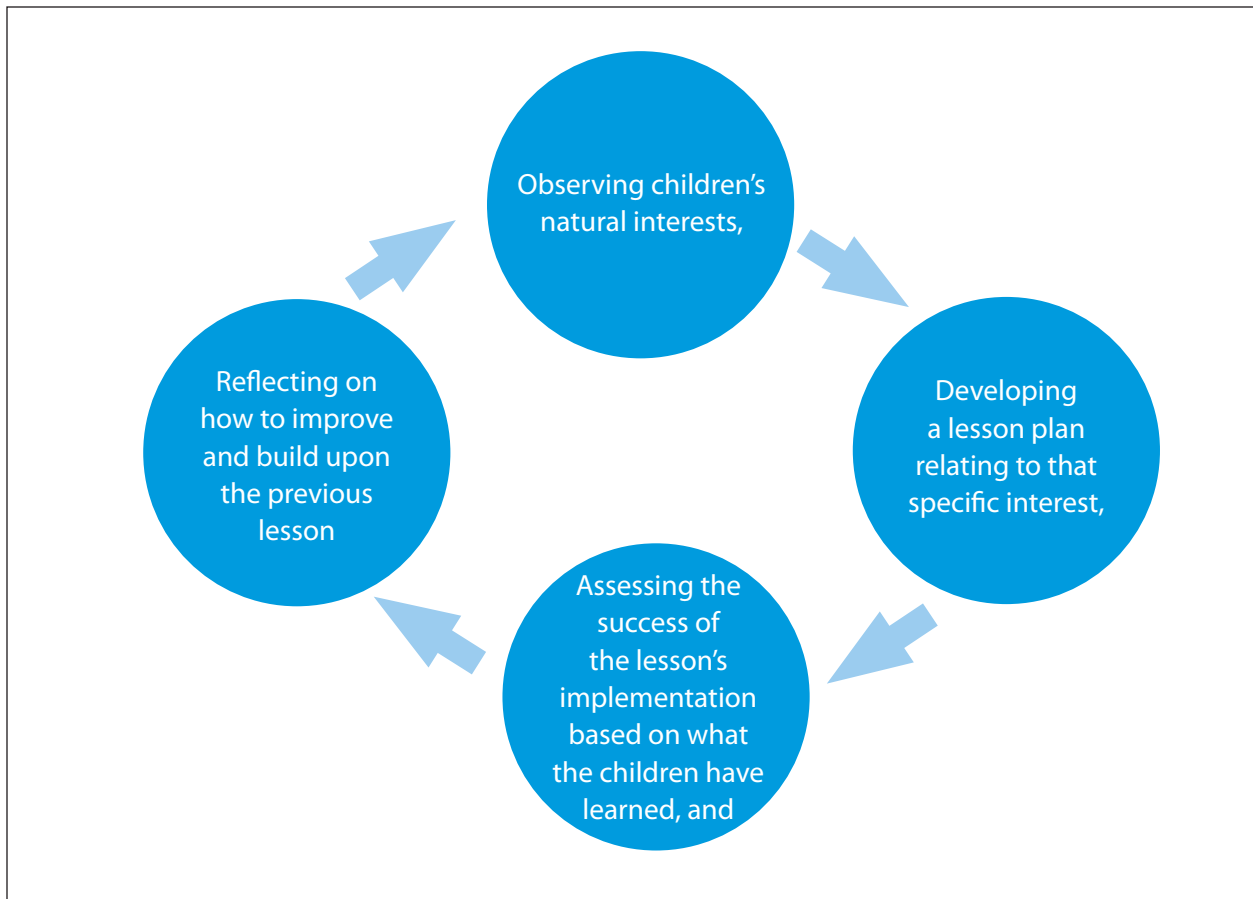 Observing children’s
natural interests,
Developing
a lesson plan
relating to that
specific interest,
Assessing the
success of
the lesson’s
implementation
based on what
the children have
learned, and
Reflecting on
how to improve
and build upon
the previous
lesson